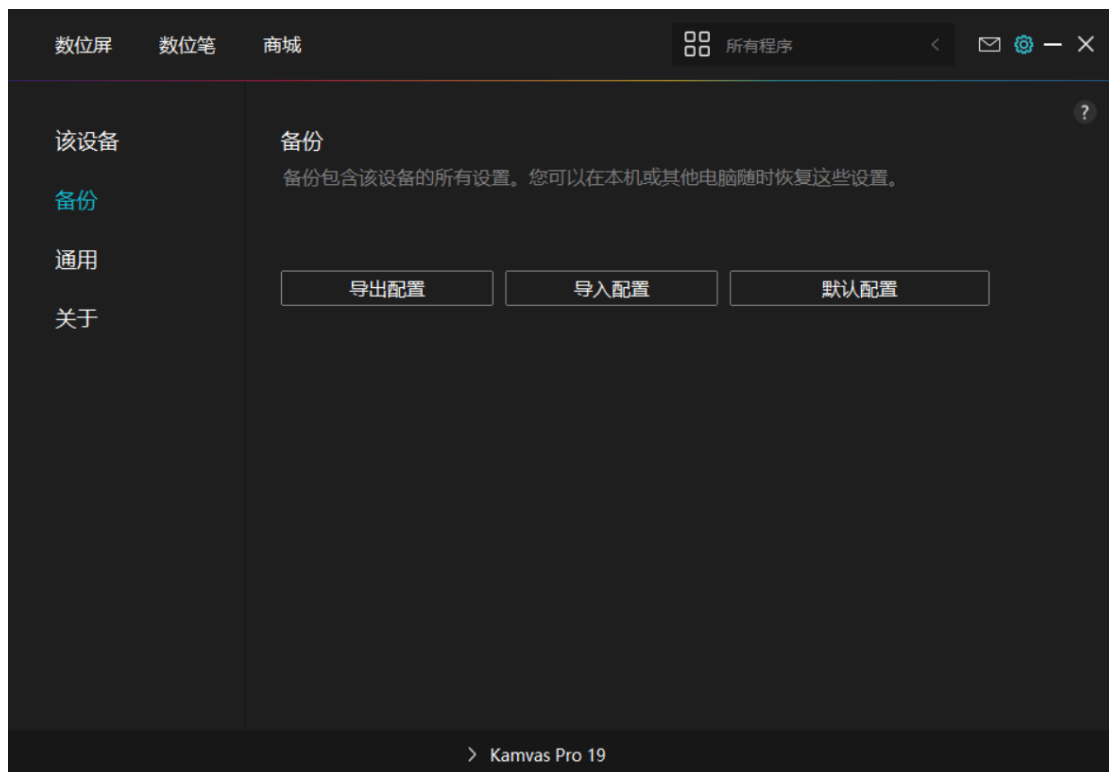 数位屏 数位笔 商城 所有程序
?
该设备
备份
通用
关于
备份
备份包含该设备的所有设置。您可以在本机或其他电脑随时恢复这些设置。
导出配置 导入配置 默认配置
Kamvas Pro 19